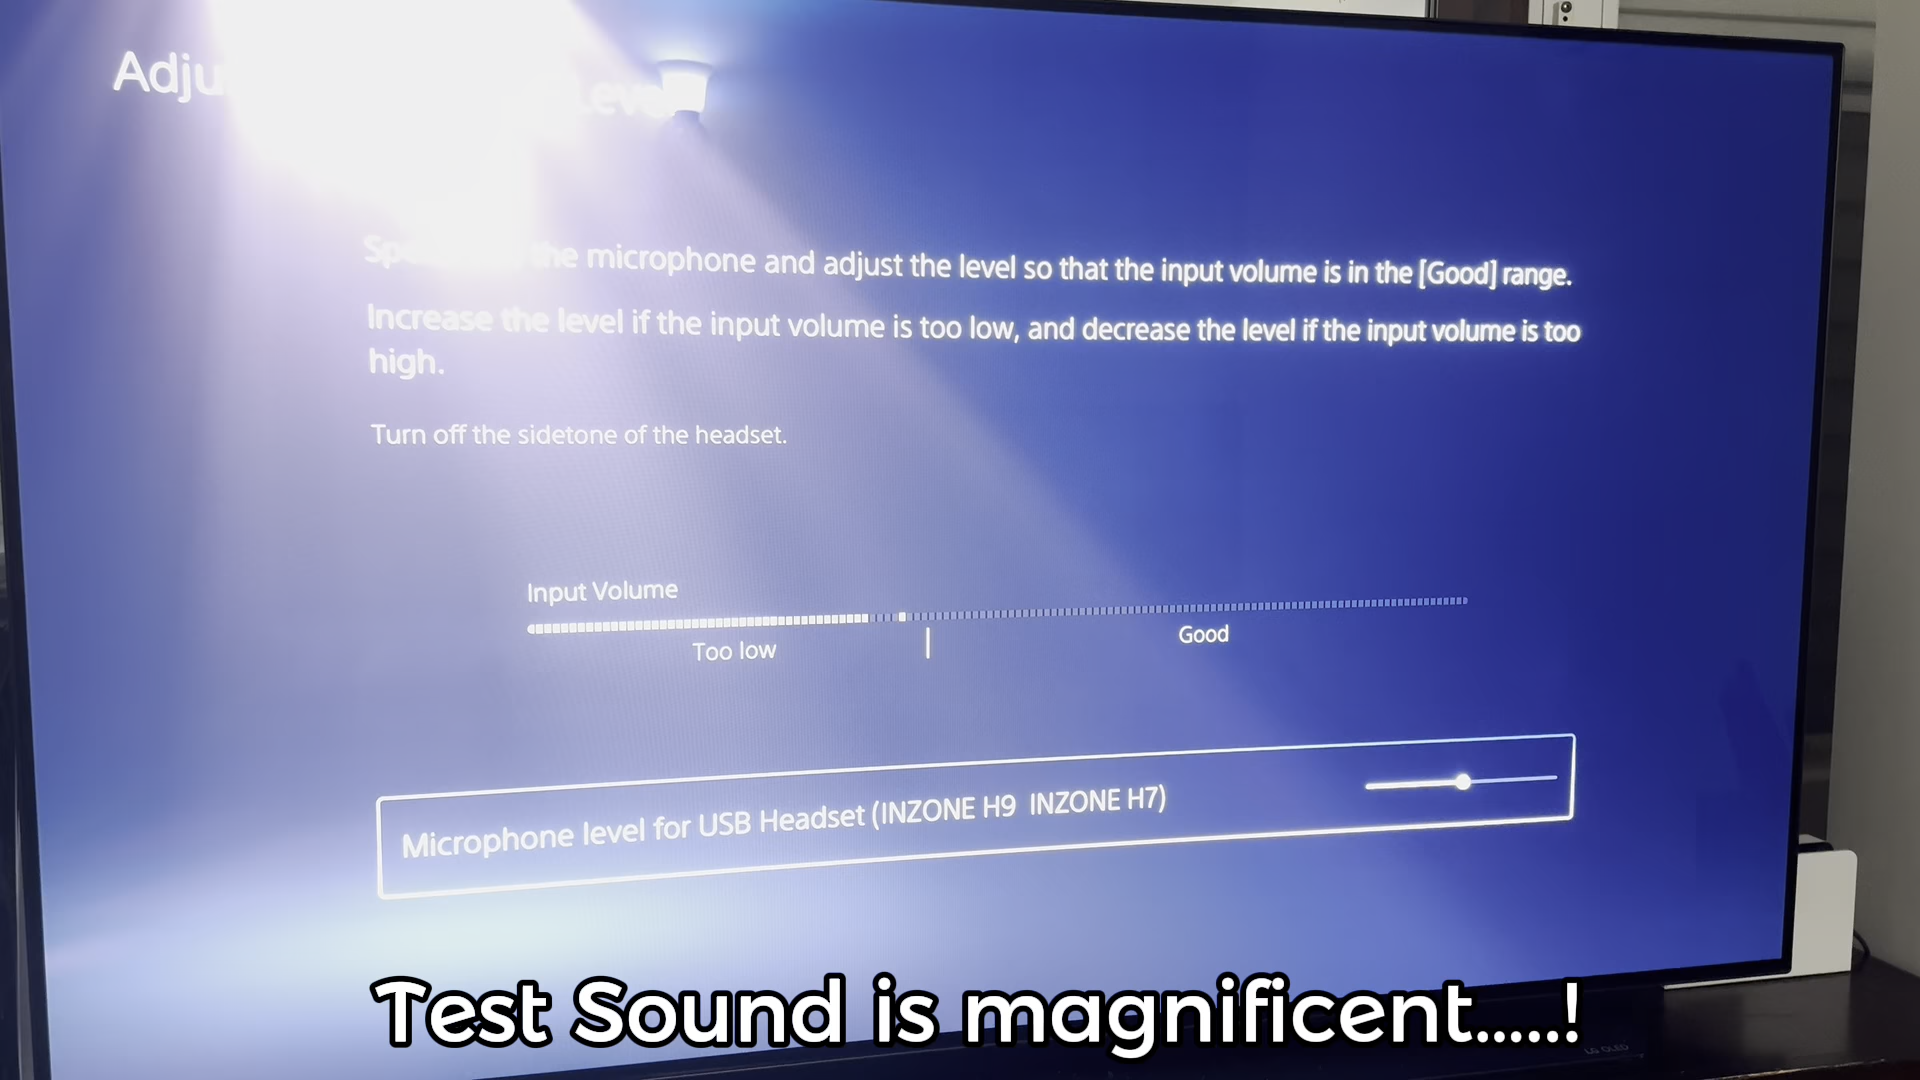 Adju Level
the microphone and adjust the level so that the input volume is in the [Good] range.
Increase the level if the input volume is too low, and decrease the level if the input volume is too
high.
Turn off the sidetone of the headset.
Input Volume
Too low
Good
Microphone level for USB Headset (INZONE H9 INZONE H7)
Test Sound is magnificent.....!
LG OLED